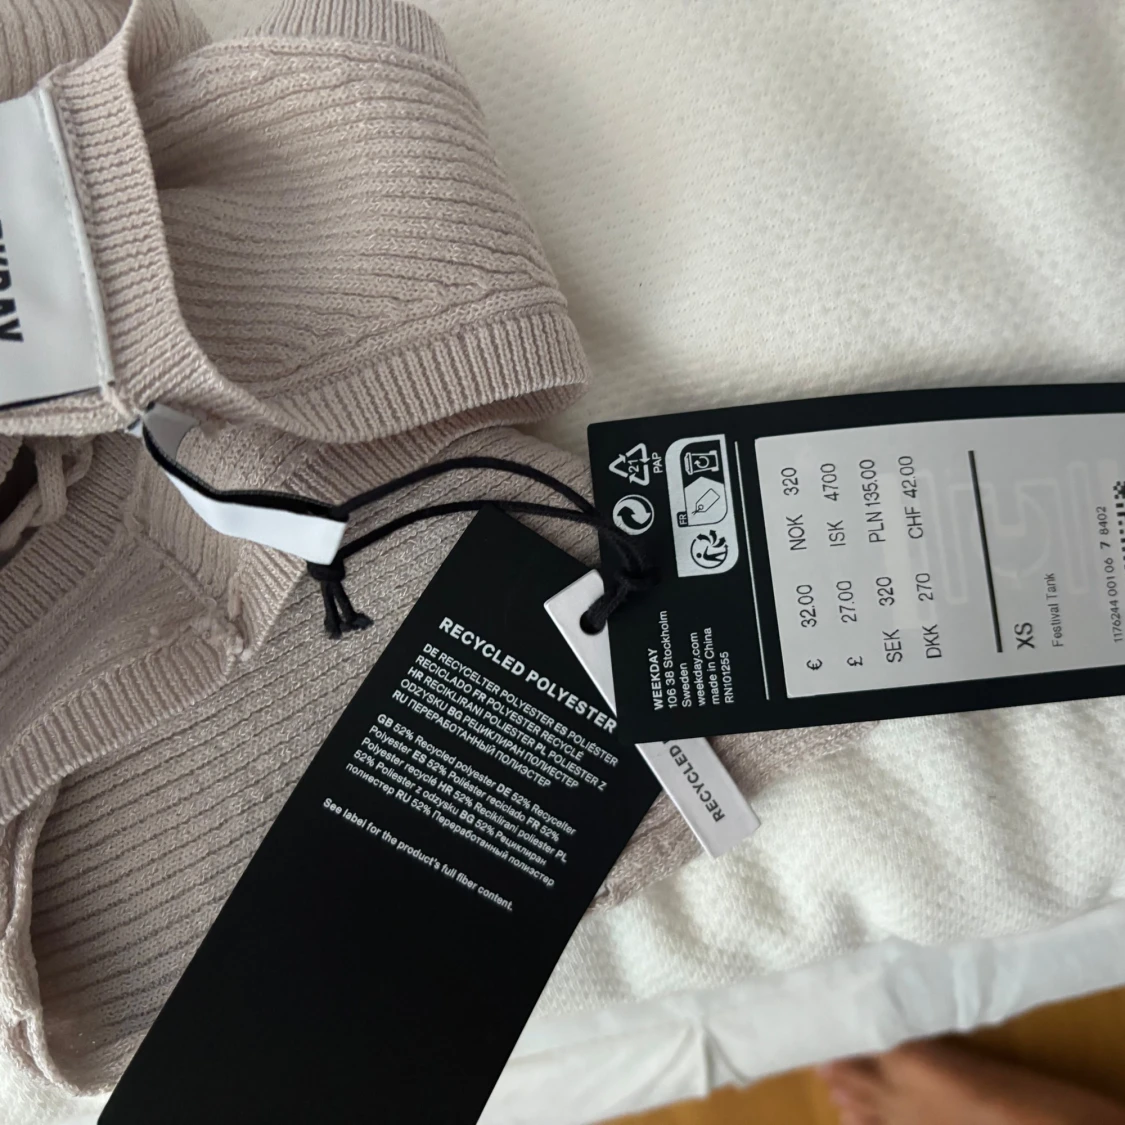 RECYCLED POLYESTER
DE RECYCELTER POLYESTER ES POLIÉSTER
RECICLADO FR POLYESTER RECYCLÉ
HR RECIKLIRANI POLIESTER PL POLIESTER Z
ODZYSKU BG РЕЦИКЛИРАН ПОЛИЕСТЕР
RU ПЕРЕРАБОТАННЫЙ ПОЛИЭСТЕР
GB 52% Recycled polyester DE 52% Recycelter
Polyester ES 52% Poliéster reciclado FR 52%
Polyester recyclé HR 52% Reciklirani poliester PL
52% Poliester z odzysku BG 52% Рециклиран
полиестер RU 52% Переработанный полиэстер
See label for the product's full fiber content.
RECYCLED
21
PAP
FR
WEEKDAY
106 38 Stockholm
Sweden
weekday.com
made in China
RN101255
€ 32.00 NOK 320
£ 27.00 ISK 4700
SEK 320 PLN 135.00
DKK 270 CHF 42.00
XS
Festival Tank
1176244 001 06 7 8402